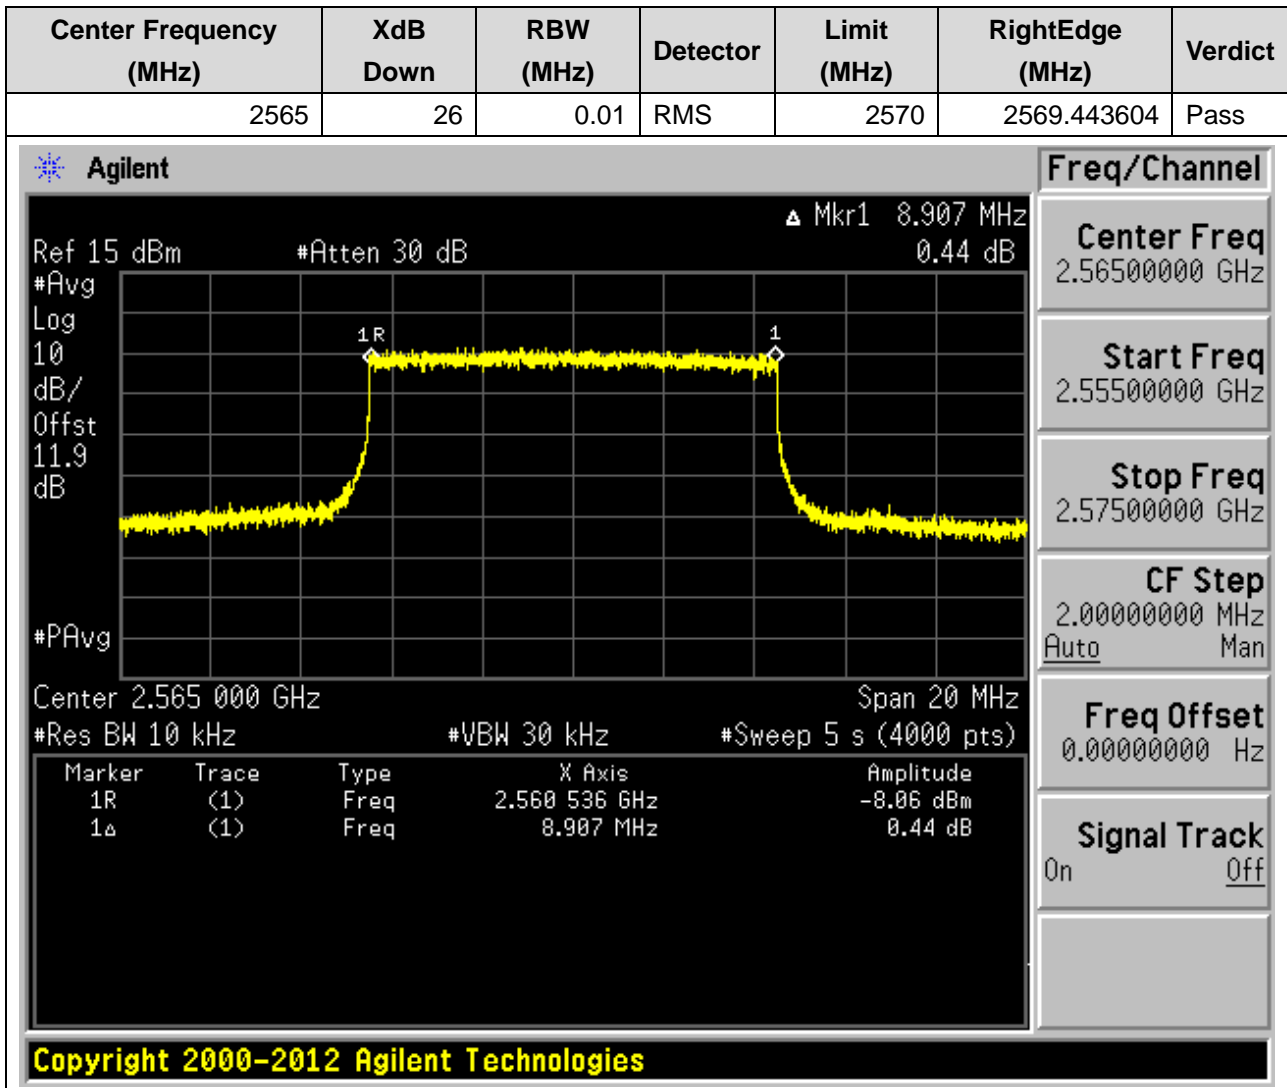 Center Frequency (MHz) XdB Down RBW (MHz) Detector Limit (MHz) RightEdge (MHz) Verdict
2565 26 0.01 RMS 2570 2569.443604 Pass
Agilent
Freq/Channel
▵ Mkr1 8.907 MHz
Ref 15 dBm #Atten 30 dB 0.44 dB
#Avg
Log
10
dB/
Offst
11.9
dB
1R
1
#PAvg
Center 2.565 000 GHz Span 20 MHz
#Res BW 10 kHz #VBW 30 kHz #Sweep 5 s (4000 pts)
Marker Trace Type X Axis Amplitude
1R (1) Freq 2.560 536 GHz -8.06 dBm
1▵ (1) Freq 8.907 MHz 0.44 dB
Center Freq
2.56500000 GHz
Start Freq
2.55500000 GHz
Stop Freq
2.57500000 GHz
CF Step
2.00000000 MHz
Auto Man
Freq Offset
0.00000000 Hz
Signal Track
On Off
Copyright 2000-2012 Agilent Technologies